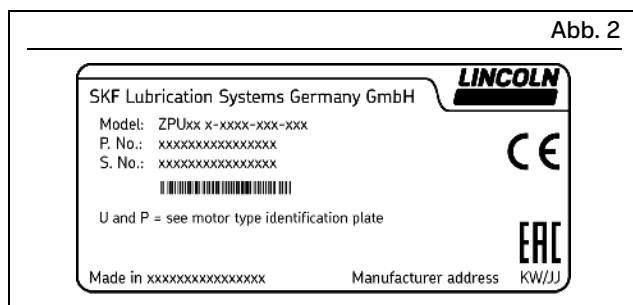 Abb. 2
LINCOLN
SKF Lubrication Systems Germany GmbH
Model: ZPUxx x-xxxx-xxx-xxx
P. No.: xxxxxxxxxxxxxxxx
S. No.: xxxxxxxxxxxxxxxx
CE
U and P = see motor type identification plate
EAC
Made in xxxxxxxxxxxxxxxx Manufacturer address KW/JJ